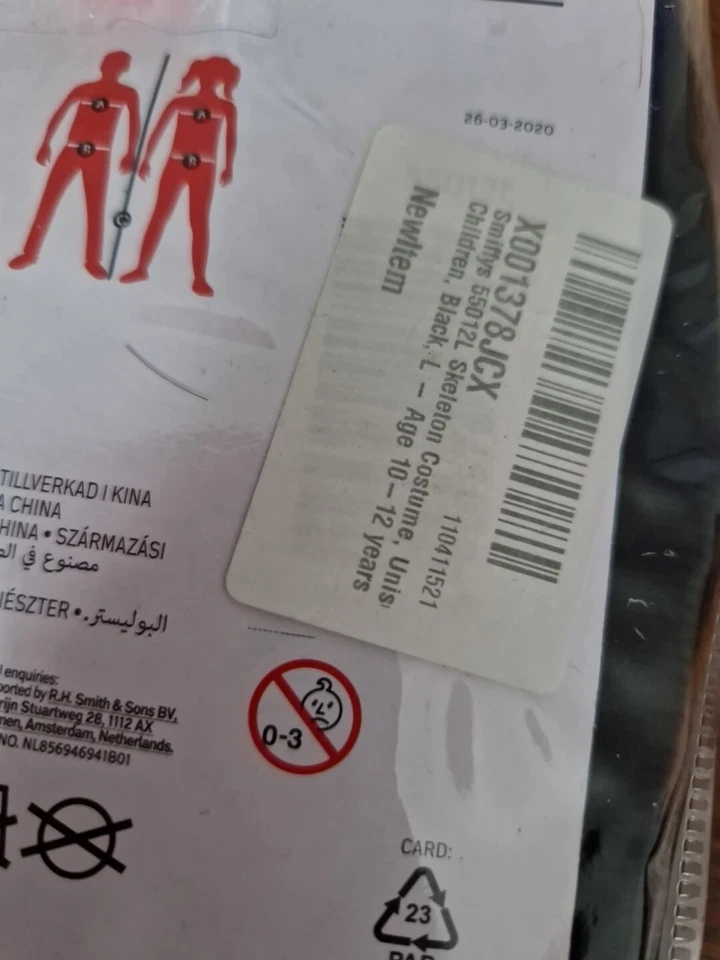 26-03-2020
X001378JCX
Smiffys 55012L Skeleton Costume, Unis
110411521
Children, Black, L - Age 10-12 years
NewItem
A
B
A
B
C
TILLVERKAD I KINA
A CHINA
HINA • SZÁRMAZÁSI
مصنوع في
IÉSZTER • البوليستر.
l enquiries:
ported by R.H. Smith & Sons BV,
rijn Stuartweg 28, 1112 AX
men, Amsterdam, Netherlands.
NO. NL856946941B01
0-3
CARD:
23
PAP